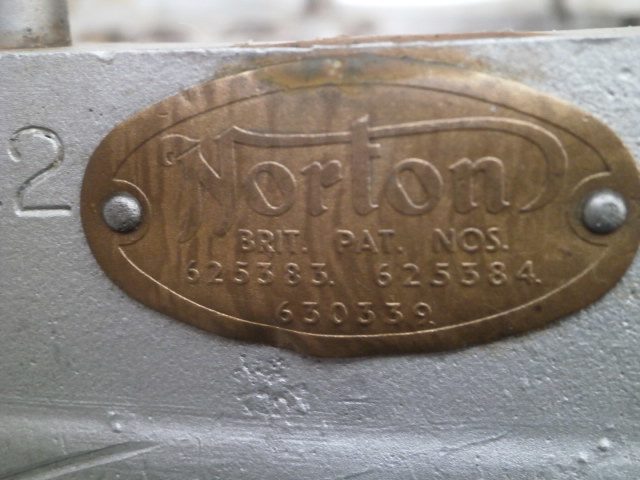 2
Norton
BRIT. PAT. NOS.
625383. 625384.
630339.